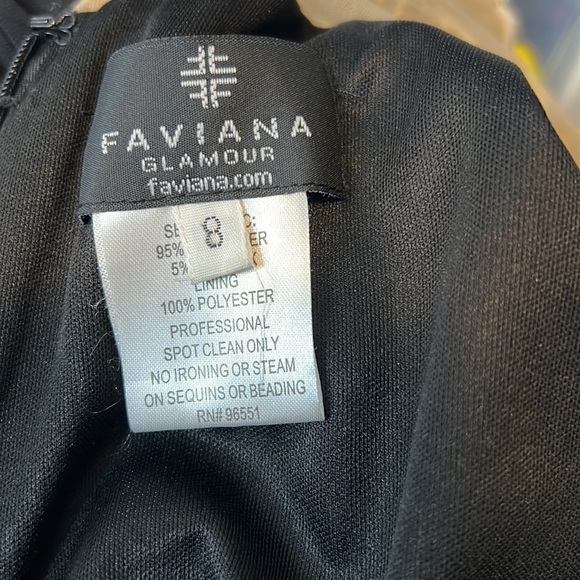 FAVIANA
GLAMOUR
faviana.com
8
95%
5%
LINING
100% POLYESTER
PROFESSIONAL
SPOT CLEAN ONLY
NO IRONING OR STEAM
ON SEQUINS OR BEADING
RN# 96551